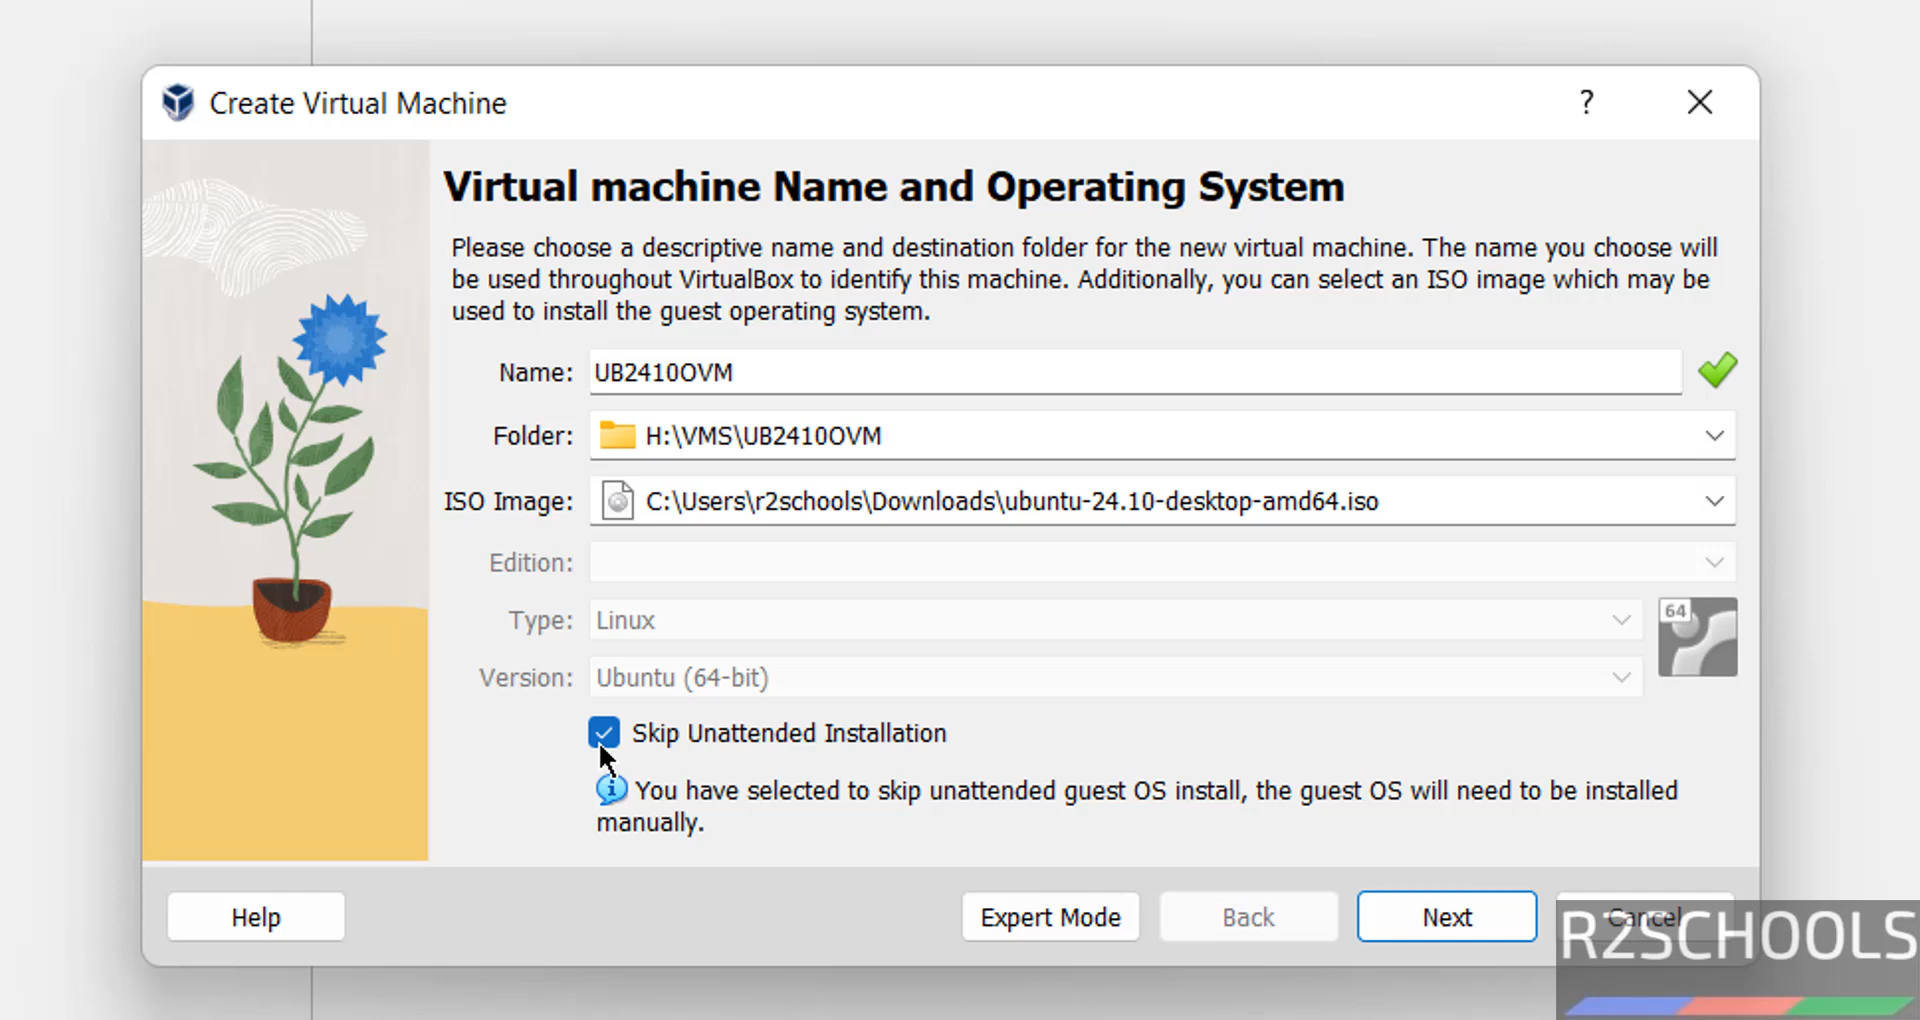 Create Virtual Machine
?
Virtual machine Name and Operating System
Please choose a descriptive name and destination folder for the new virtual machine. The name you choose will
be used throughout VirtualBox to identify this machine. Additionally, you can select an ISO image which may be
used to install the guest operating system.
Name: UB2410OVM
Folder: H:\VMS\UB2410OVM
ISO Image: C:\Users\r2schools\Downloads\ubuntu-24.10-desktop-amd64.iso
Edition:
Type: Linux
64
Version: Ubuntu (64-bit)
Skip Unattended Installation
You have selected to skip unattended guest OS install, the guest OS will need to be installed
manually.
Help Expert Mode Back Next Cancel
R2SCHOOLS